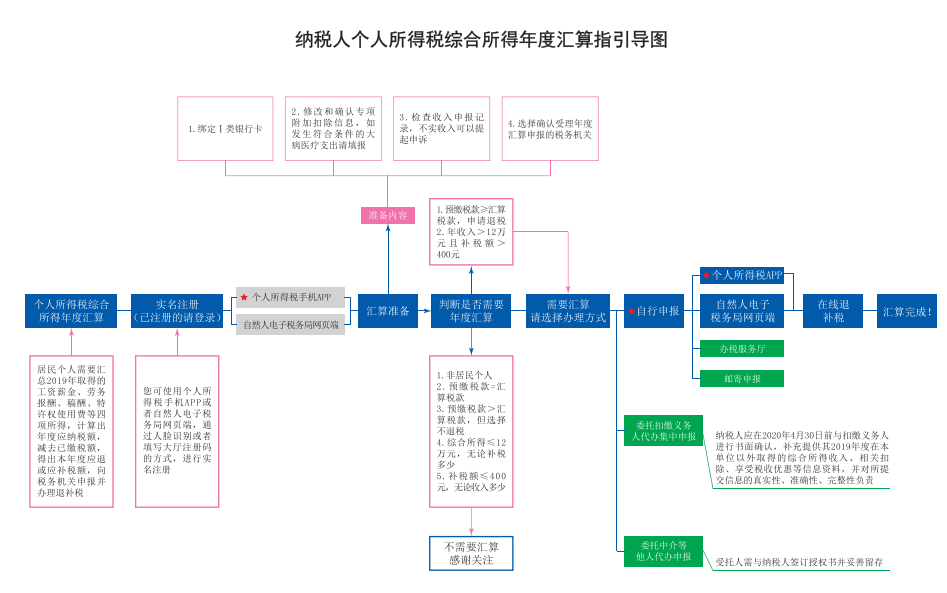 纳税人个人所得税综合所得年度汇算指引导图
1.绑定Ⅰ类银行卡
2.修改和确认专项
附加扣除信息，如
发生符合条件的大
病医疗支出请填报
3.检查收入申报记
录，不实收入可以提
起申诉
4.选择确认受理年度
汇算申报的税务机关
准备内容
1.预缴税款≥汇算
税款，申请退税
2.年收入＞12万
元且补税额＞
400元
个人所得税综合
所得年度汇算
实名注册
（已注册的请登录）
★ 个人所得税手机APP
自然人电子税务局网页端
汇算准备
判断是否需要
年度汇算
需要汇算
请选择办理方式
★自行申报
★个人所得税APP
自然人电子
税务局网页端
办税服务厅
邮寄申报
在线退
补税
汇算完成！
居民个人需要汇
总2019年取得的
工资薪金、劳务
报酬、稿酬、特
许权使用费等四
项所得，计算出
年度应纳税额，
减去已缴税额，
得出本年度应退
或应补税额，向
税务机关申报并
办理退补税
您可使用个人所
得税手机APP或
者自然人电子税
务局网页端，通
过人脸识别或者
填写大厅注册码
的方式，进行实
名注册
1.非居民个人
2.预缴税款=汇
算税款
3.预缴税款＞汇
算税款，但选择
不退税
4.综合所得≤12
万元，无论补税
多少
5.补税额≤400
元，无论收入多少
不需要汇算
感谢关注
委托扣缴义务
人代办集中申报
纳税人应在2020年4月30日前与扣缴义务人
进行书面确认，补充提供其2019年度在本
单位以外取得的综合所得收入、相关扣
除、享受税收优惠等信息资料，并对所提
交信息的真实性、准确性、完整性负责
委托中介等
他人代办申报
受托人需与纳税人签订授权书并妥善留存